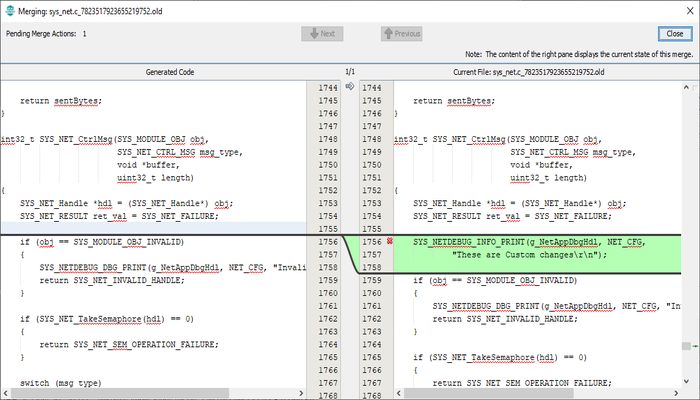 Merging: sys_net.c_7823517923655219752.old
Pending Merge Actions: 1
Next
Previous
Close
Note: The content of the right pane displays the current state of this merge.
Generated Code
1/1
Current File: sys_net.c_7823517923655219752.old
1744
return sentBytes; 1745
} 1746
1747
int32_t SYS_NET_CtrlMsg(SYS_MODULE_OBJ obj, 1748
SYS_NET_CTRL_MSG msg_type, 1749
void *buffer, 1750
uint32_t length) 1751
{ 1752
SYS_NET_Handle *hdl = (SYS_NET_Handle*) obj; 1753
SYS_NET_RESULT ret_val = SYS_NET_FAILURE; 1754
1755
if (obj == SYS_MODULE_OBJ_INVALID) 1756
{ 1757
SYS_NETDEBUG_DBG_PRINT(g_NetAppDbgHdl, NET_CFG, "Invali 1758
return SYS_NET_INVALID_HANDLE; 1759
} 1760
1761
if (SYS_NET_TakeSemaphore(hdl) == 0) 1762
{ 1763
return SYS_NET_SEM_OPERATION_FAILURE; 1764
} 1765
1766
switch (msg_type) 1767
1768
1744
1745 return sentBytes;
1746 }
1747
1748 int32_t SYS_NET_CtrlMsg(SYS_MODULE_OBJ obj,
1749 SYS_NET_CTRL_MSG msg_type,
1750 void *buffer,
1751 uint32_t length)
1752 {
1753 SYS_NET_Handle *hdl = (SYS_NET_Handle*) obj;
1754 SYS_NET_RESULT ret_val = SYS_NET_FAILURE;
1755
1756 SYS_NETDEBUG_INFO_PRINT(g_NetAppDbgHdl, NET_CFG,
1757 "These are Custom changes\r\n");
1758
1759 if (obj == SYS_MODULE_OBJ_INVALID)
1760 {
1761 SYS_NETDEBUG_DBG_PRINT(g_NetAppDbgHdl, NET_CFG, "In
1762 return SYS_NET_INVALID_HANDLE;
1763 }
1764
1765 if (SYS_NET_TakeSemaphore(hdl) == 0)
1766 {
1767 return SYS_NET_SEM_OPERATION_FAILURE;
1768